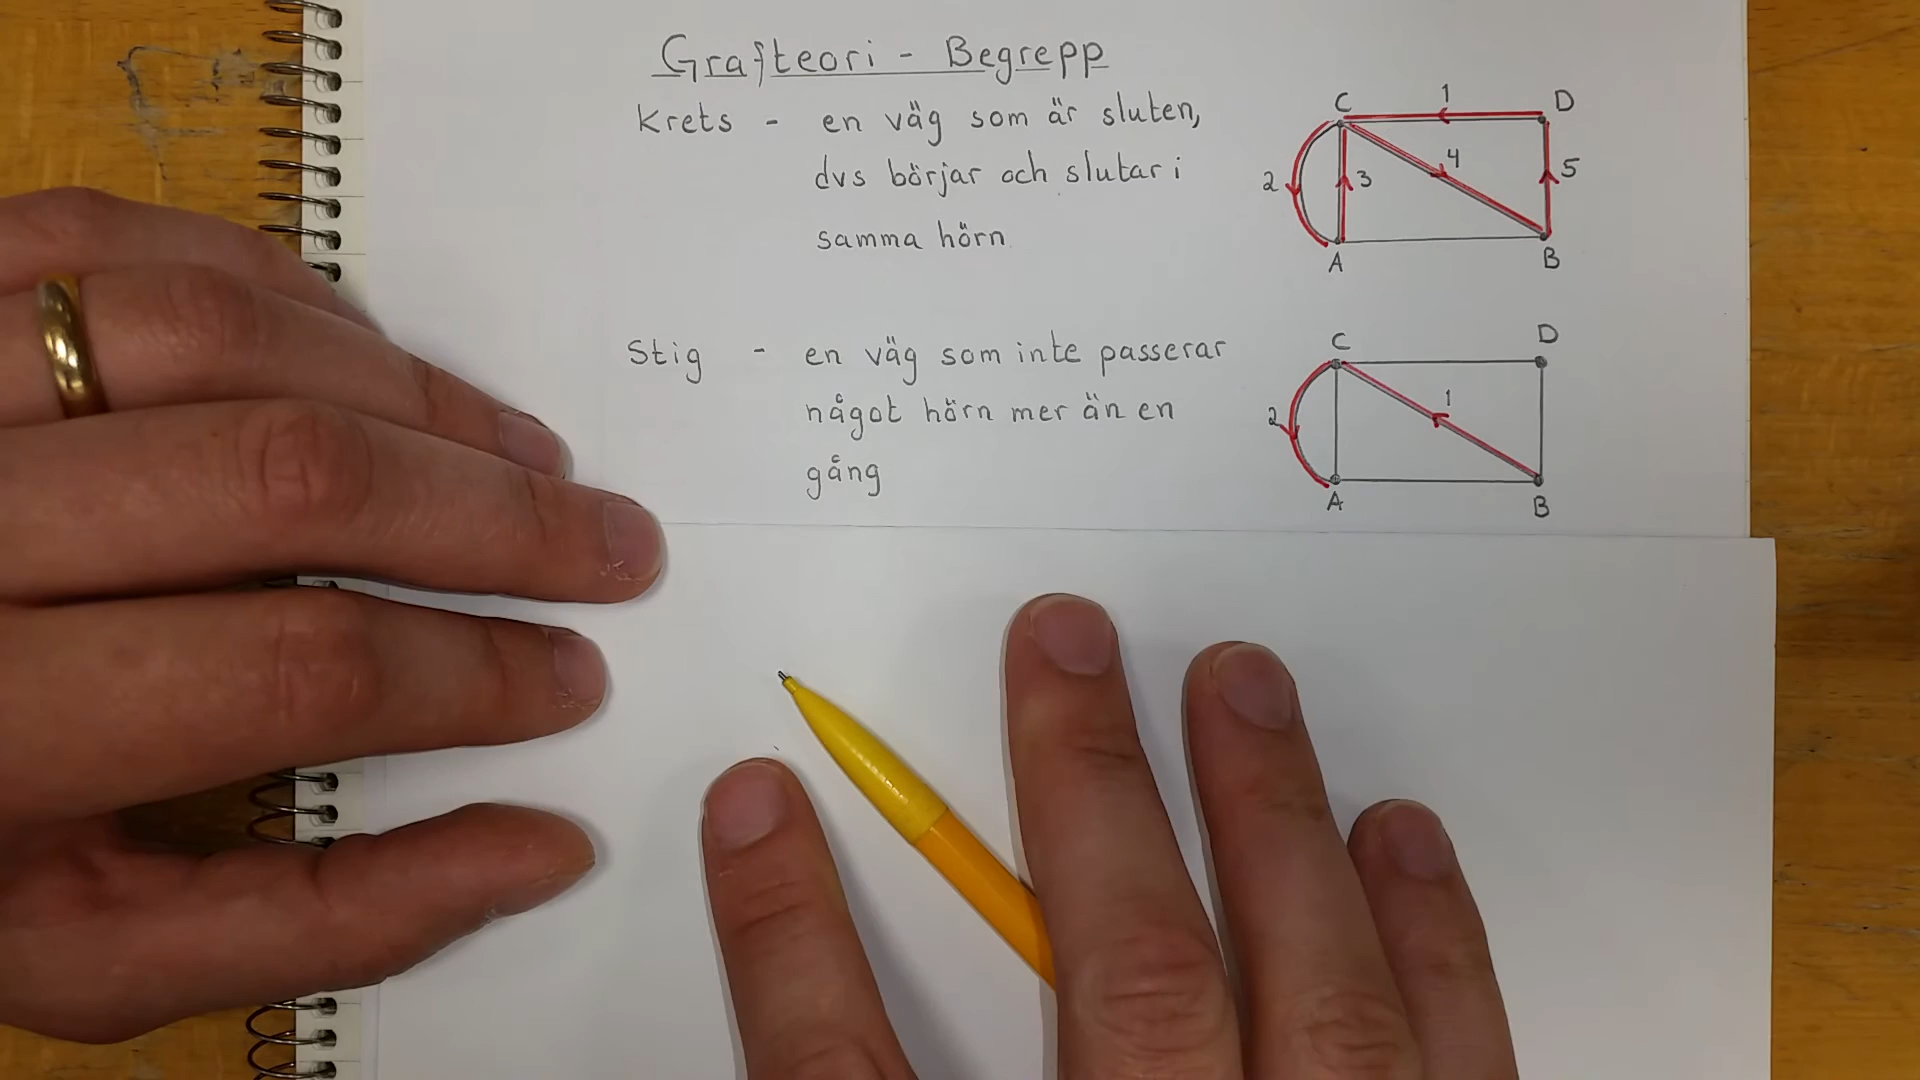 Grafteori - Begrepp
Krets - en väg som är sluten,
dvs börjar och slutar i
samma hörn
C 1 D
2 3 4 5
A B
Stig - en väg som inte passerar
något hörn mer än en
gång
C D
2 1
A B